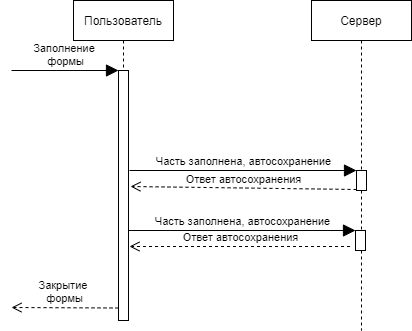 Пользователь
Сервер
Заполнение
формы
Часть заполнена, автосохранение
Ответ автосохранения
Часть заполнена, автосохранение
Ответ автосохранения
Закрытие
формы